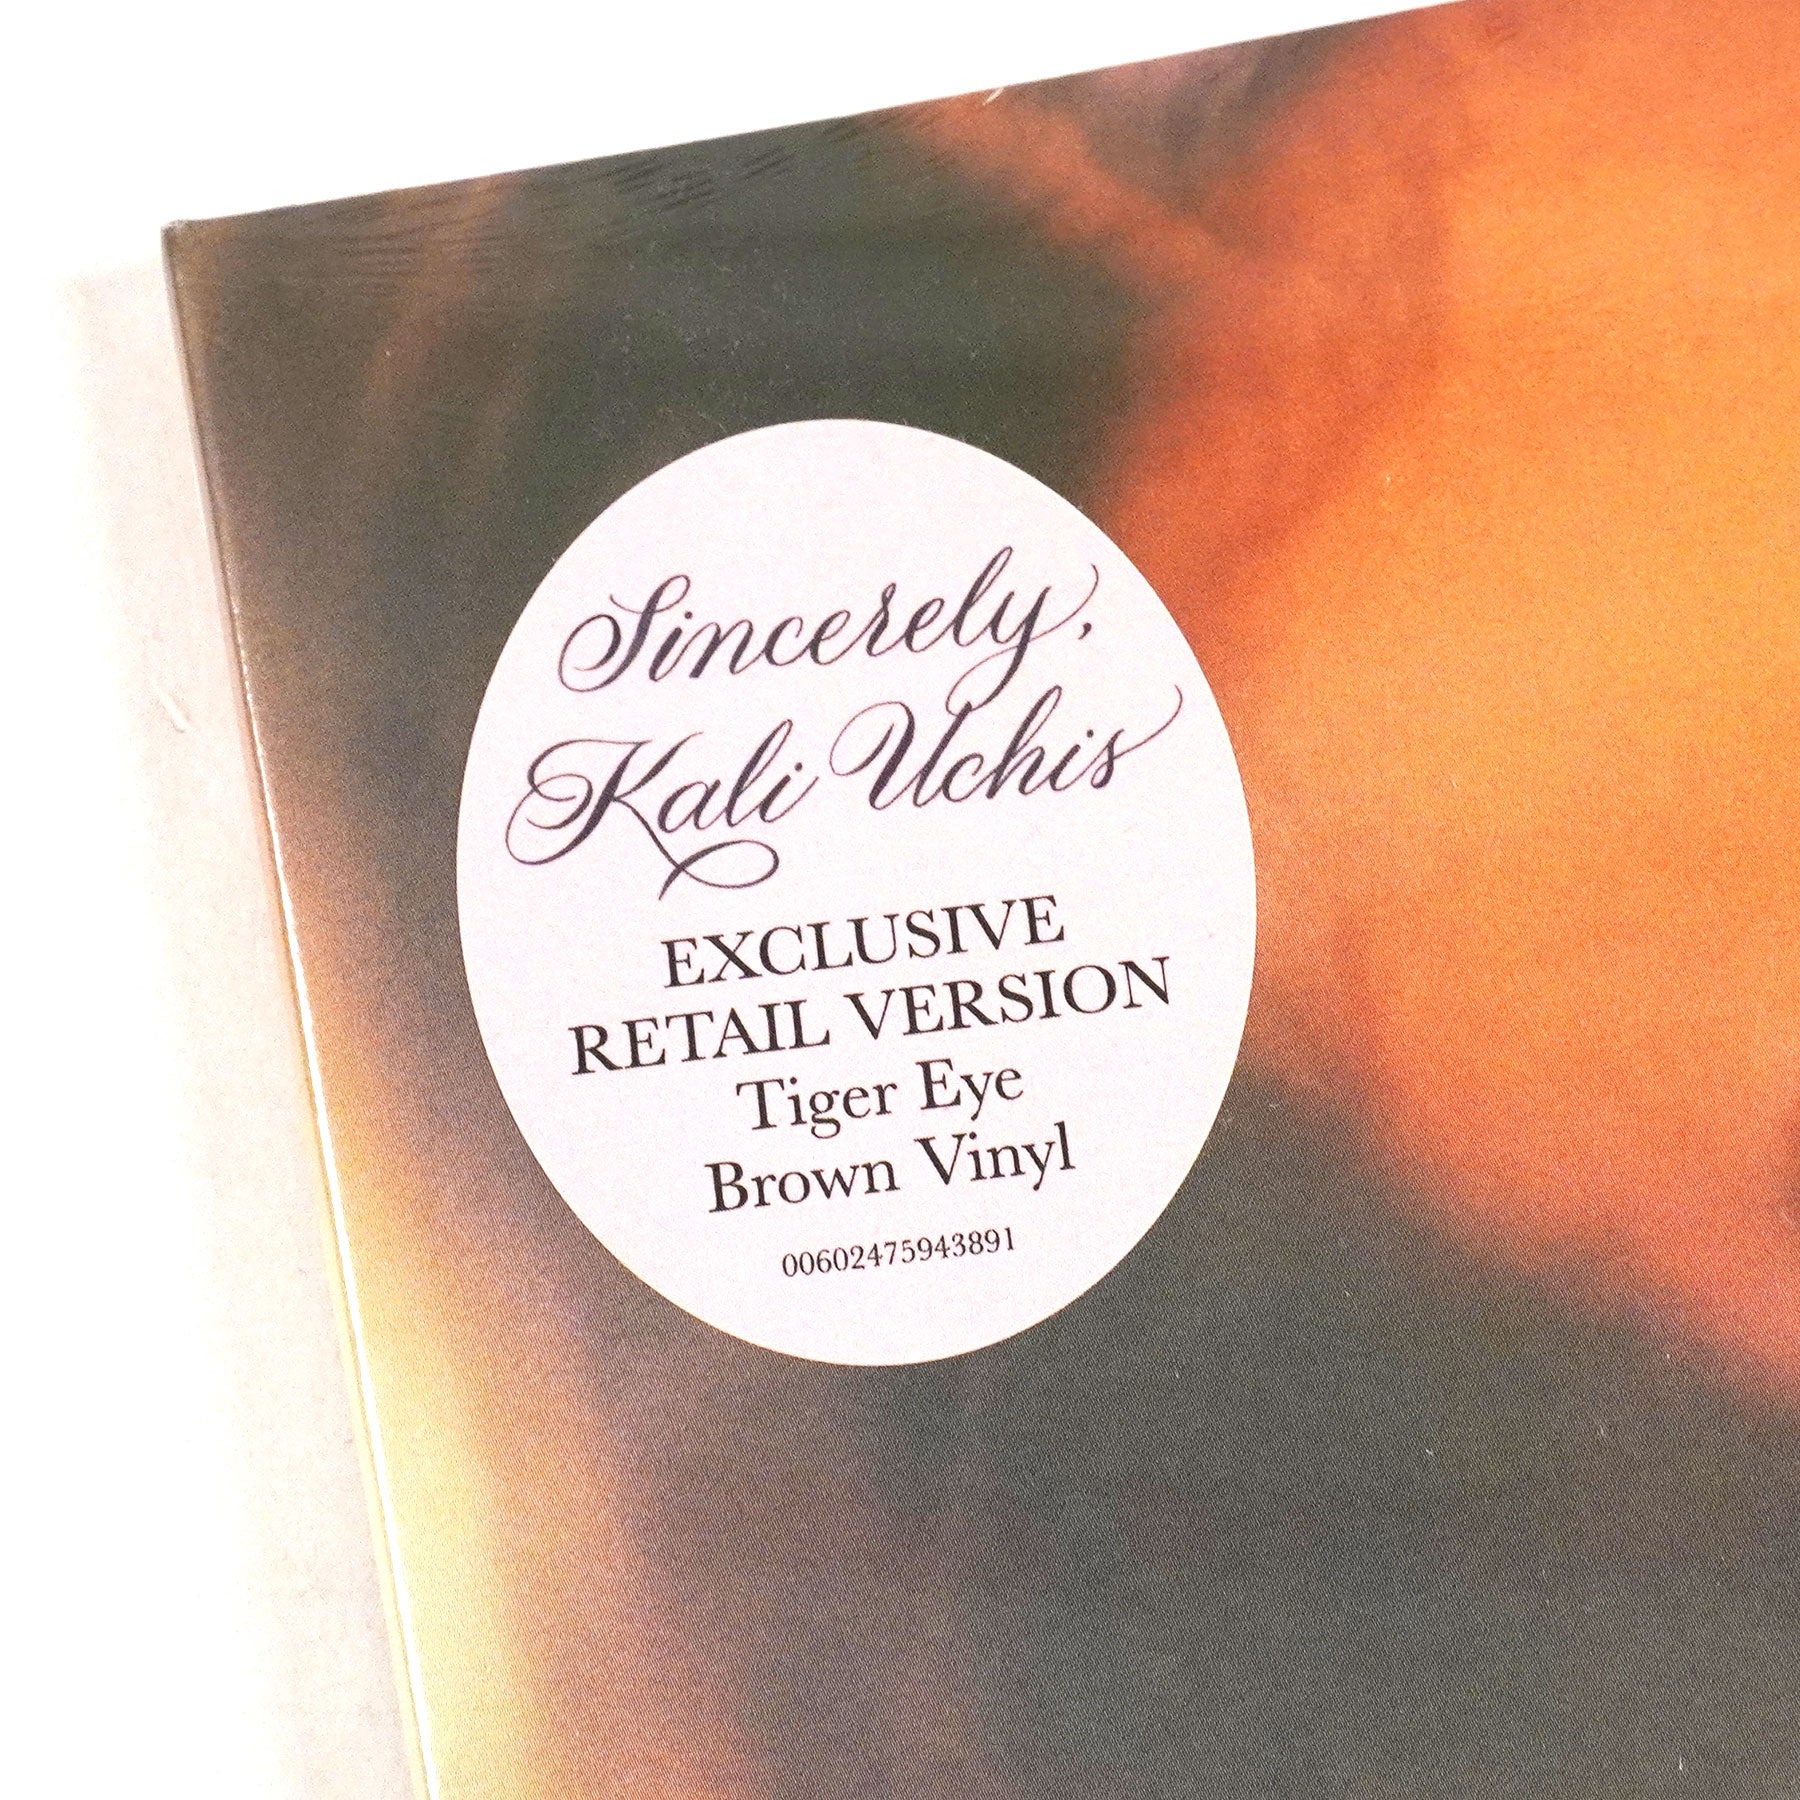 Sincerely,
Kali Uchis
EXCLUSIVE
RETAIL VERSION
Tiger Eye
Brown Vinyl
00602475943891